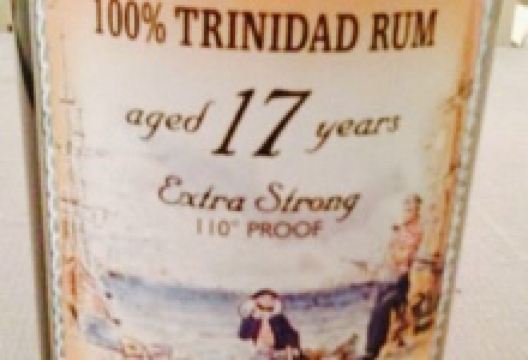 100% TRINIDAD RUM
aged 17 years
Extra Strong
110° PROOF